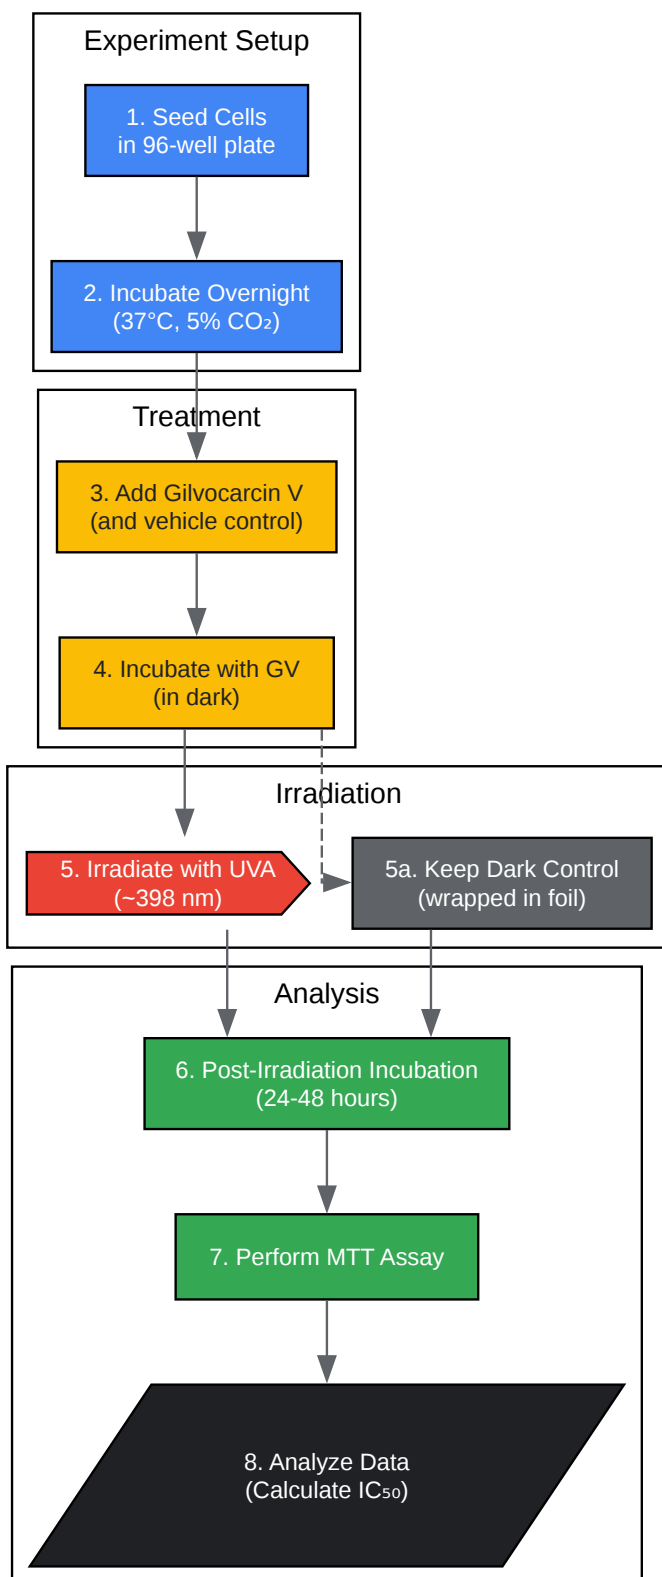 Experiment Setup
1. Seed Cells
in 96-well plate
2. Incubate Overnight
(37°C, 5% CO₂)
Treatment
3. Add Gilvocarcin V
(and vehicle control)
4. Incubate with GV
(in dark)
Irradiation
5. Irradiate with UVA
(~398 nm)
5a. Keep Dark Control
(wrapped in foil)
Analysis
6. Post-Irradiation Incubation
(24-48 hours)
7. Perform MTT Assay
8. Analyze Data
(Calculate IC₅₀)